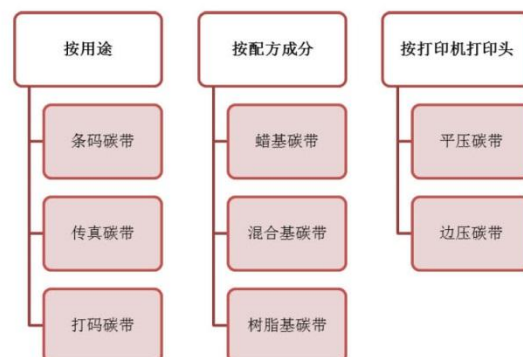 按用途
条码碳带
传真碳带
打码碳带
按配方成分
蜡基碳带
混合基碳带
树脂基碳带
按打印机打印头
平压碳带
边压碳带